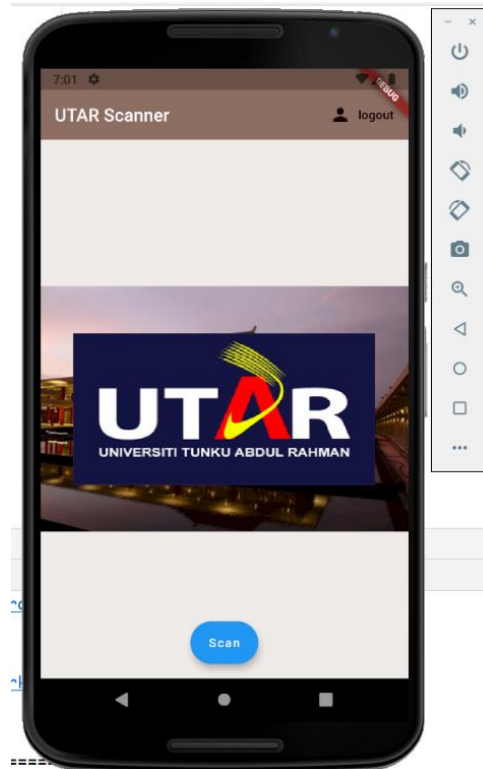 7:01
DEBUG
UTAR Scanner
logout
UTAR
UNIVERSITI TUNKU ABDUL RAHMAN
Scan